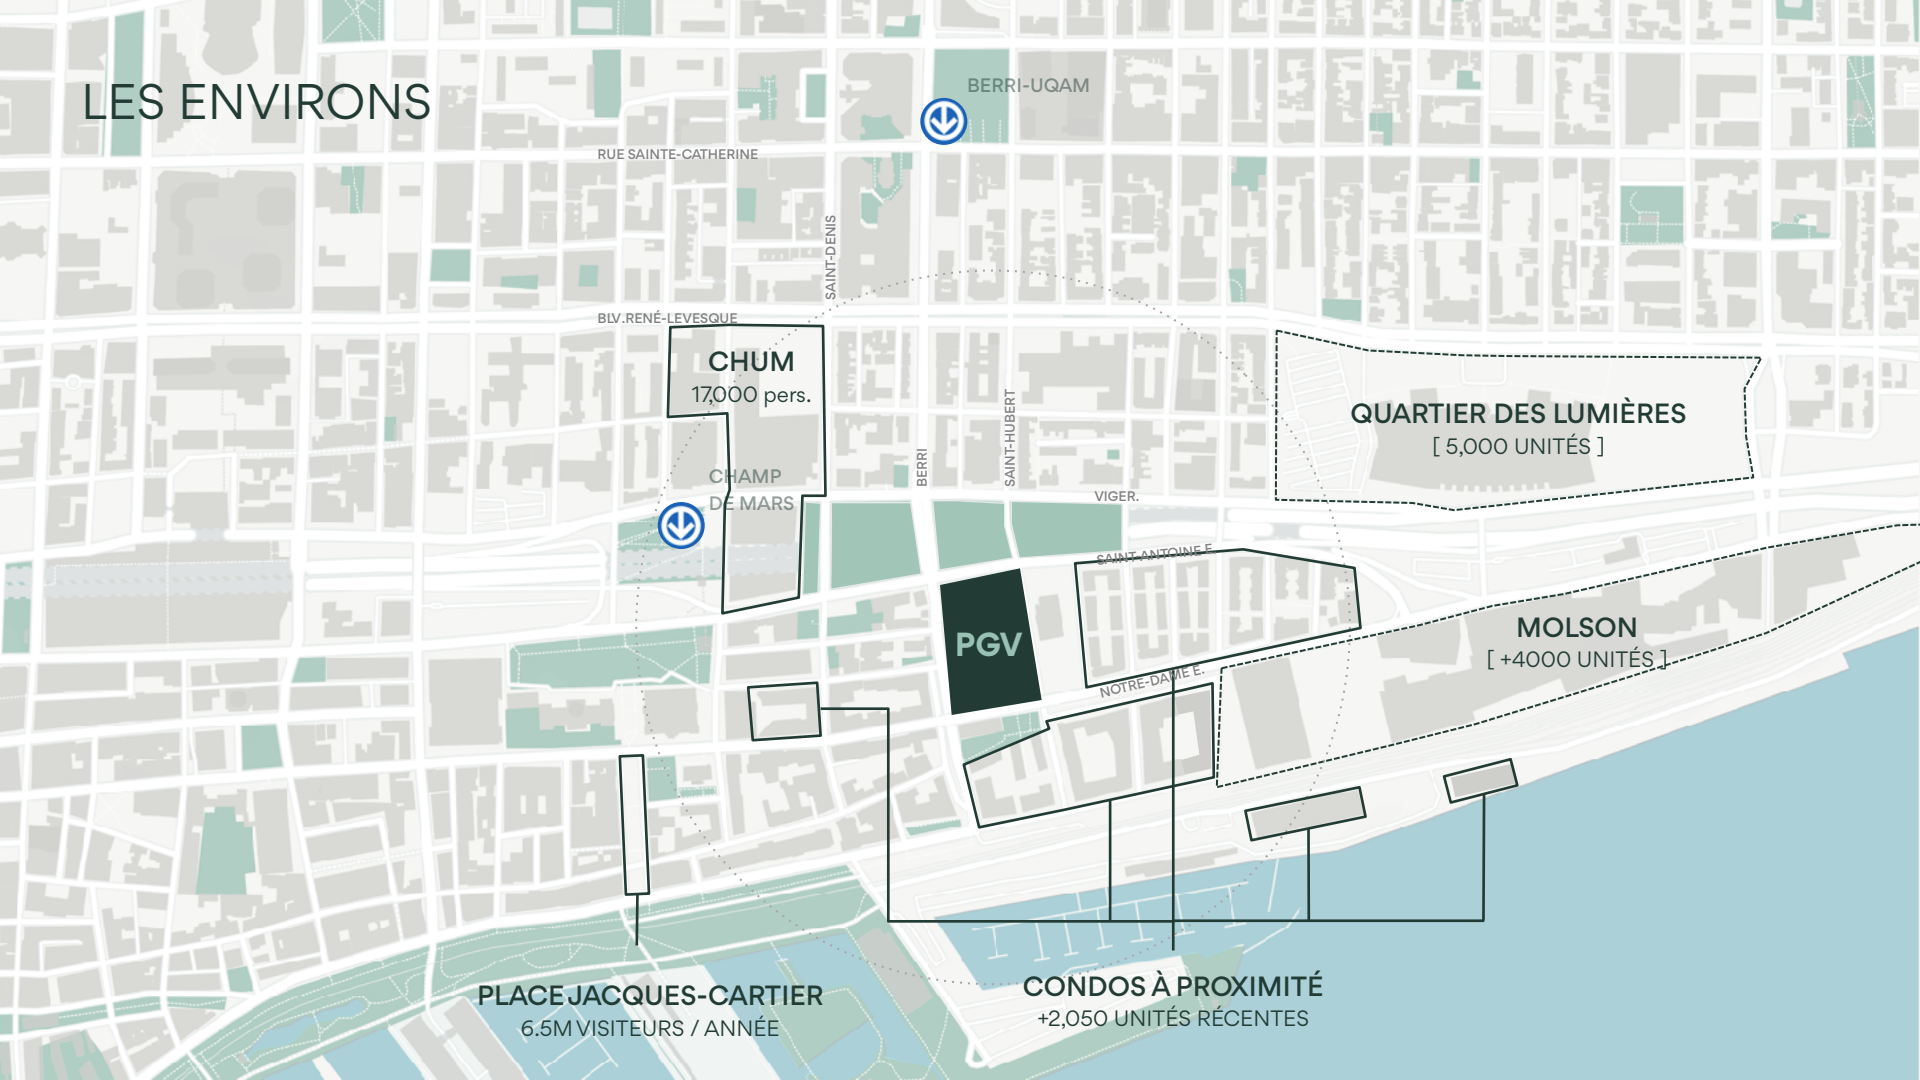 LES ENVIRONS
BERRI-UQAM
RUE SAINTE-CATHERINE
SAINT-DENIS
BLV.RENÉ-LEVESQUE
CHUM
17,000 pers.
SAINT-HUBERT
QUARTIER DES LUMIÈRES
[ 5,000 UNITÉS ]
BERRI
CHAMP
DE MARS
VIGER.
SAINT-ANTOINE E.
PGV
MOLSON
[ +4000 UNITÉS ]
NOTRE-DAME E.
PLACE JACQUES-CARTIER
6.5M VISITEURS / ANNÉE
CONDOS À PROXIMITÉ
+2,050 UNITÉS RÉCENTES